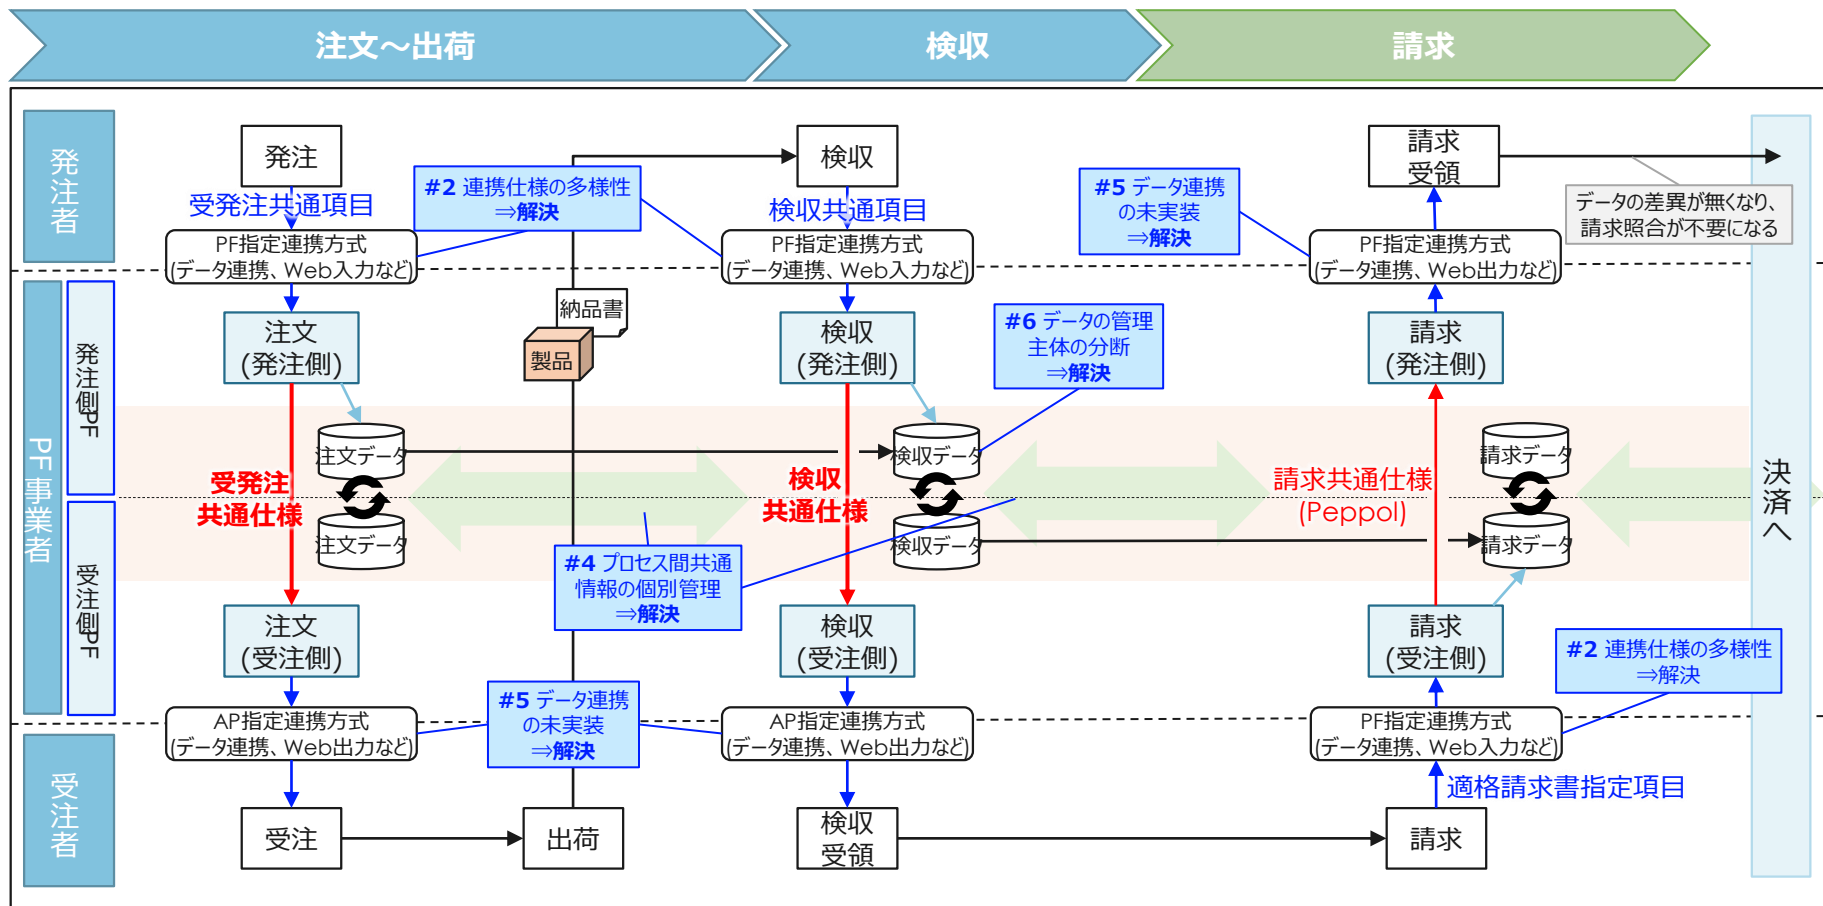 注文～出荷
検収
請求
発注者
発注
検収
請求
受領
#2 連携仕様の多様性
⇒解決
#5 データ連携
の未実装
⇒解決
データの差異が無くなり、
請求照合が不要になる
受発注共通項目
検収共通項目
PF指定連携方式
(データ連携、Web入力など)
PF指定連携方式
(データ連携、Web入力など)
PF指定連携方式
(データ連携、Web出力など)
PF事業者
発注側PF
受注側PF
注文
(発注側)
納品書
製品
検収
(発注側)
#6 データの管理
主体の分断
⇒解決
請求
(発注側)
注文データ
検収データ
請求データ
受発注
共通仕様
検収
共通仕様
請求共通仕様
(Peppol)
注文データ
検収データ
請求データ
決済へ
#4 プロセス間共通
情報の個別管理
⇒解決
注文
(受注側)
検収
(受注側)
請求
(受注側)
#2 連携仕様の多様性
⇒解決
#5 データ連携
の未実装
⇒解決
AP指定連携方式
(データ連携、Web出力など)
AP指定連携方式
(データ連携、Web出力など)
PF指定連携方式
(データ連携、Web入力など)
適格請求書指定項目
受注者
受注
出荷
検収
受領
請求